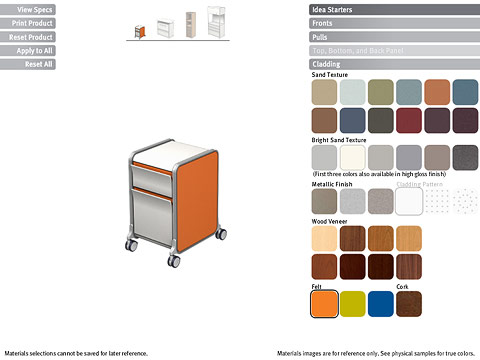 View Specs
Print Product
Reset Product
Apply to All
Reset All
Idea Starters
Fronts
Pulls
Top, Bottom, and Back Panel
Cladding
Sand Texture
Bright Sand Texture
(First three colors also available in high gloss finish)
Metallic Finish
Cladding Pattern
Wood Veneer
Felt
Cork
Materials selections cannot be saved for later reference.
Materials images are for reference only. See physical samples for true colors.